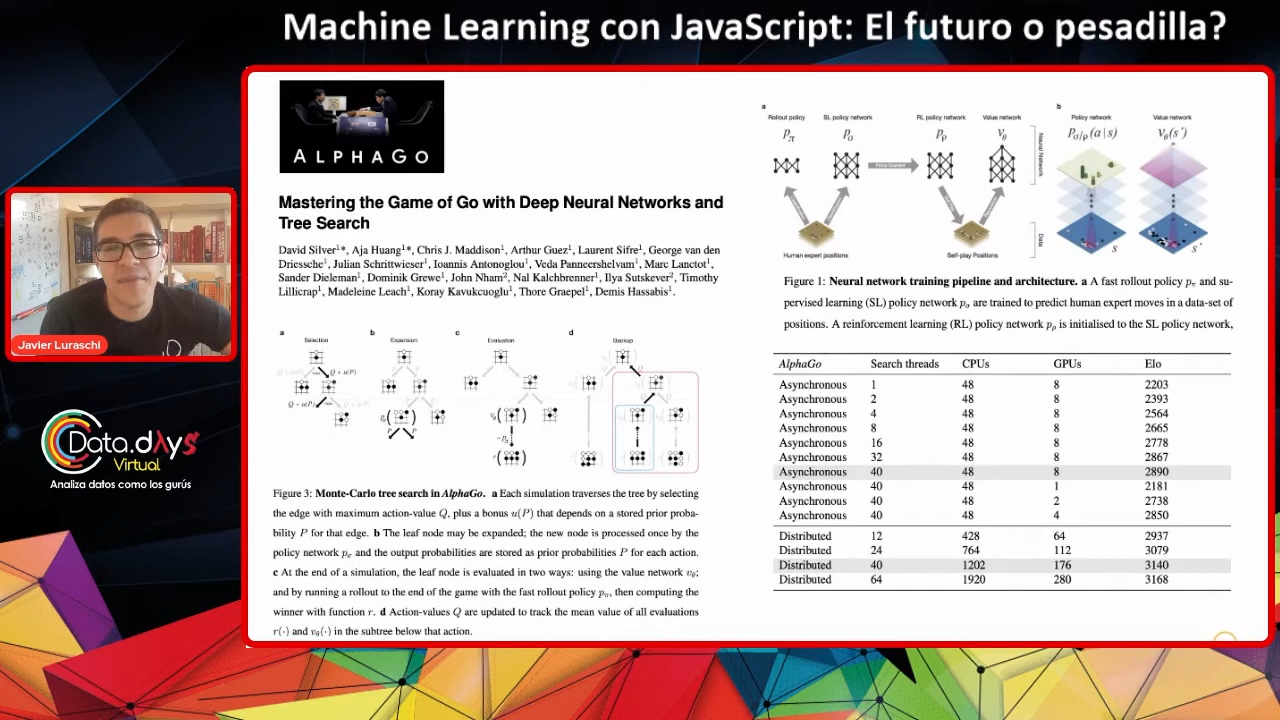 Machine Learning con JavaScript: El futuro o pesadilla?
ALPHAGO
Mastering the Game of Go with Deep Neural Networks and
Tree Search
David Silver¹*, Aja Huang¹*, Chris J. Maddison¹, Arthur Guez¹, Laurent Sifre¹, George van den
Driessche¹, Julian Schrittwieser¹, Ioannis Antonoglou¹, Veda Panneershelvam¹, Marc Lanctot¹,
Sander Dieleman¹, Dominik Grewe¹, John Nham², Nal Kalchbrenner¹, Ilya Sutskever², Timothy
Lillicrap¹, Madeleine Leach¹, Koray Kavukcuoglu¹, Thore Graepel¹, Demis Hassabis¹.
a b c d
Selection Expansion Evaluation Backup
Q + u(P) max Q + u(P)
Figure 3: Monte-Carlo tree search in AlphaGo. a Each simulation traverses the tree by selecting
the edge with maximum action-value Q, plus a bonus u(P) that depends on a stored prior proba-
bility P for that edge. b The leaf node may be expanded; the new node is processed once by the
policy network pσ and the output probabilities are stored as prior probabilities P for each action.
c At the end of a simulation, the leaf node is evaluated in two ways: using the value network vθ;
and by running a rollout to the end of the game with the fast rollout policy pπ, then computing the
winner with function r. d Action-values Q are updated to track the mean value of all evaluations
r(·) and vθ(·) in the subtree below that action.
a b
Rollout policy SL policy network RL policy network Value network Policy network Value network
pπ pσ pρ vθ pσ/ρ(a|s) vθ(s')
Policy Gradient
Neural Network
Data
s s'
Human expert positions Self-play Positions
Figure 1: Neural network training pipeline and architecture. a A fast rollout policy pπ and su-
pervised learning (SL) policy network pσ are trained to predict human expert moves in a data-set of
positions. A reinforcement learning (RL) policy network pρ is initialised to the SL policy network,
AlphaGo Search threads CPUs GPUs Elo
Asynchronous 1 48 8 2203
Asynchronous 2 48 8 2393
Asynchronous 4 48 8 2564
Asynchronous 8 48 8 2665
Asynchronous 16 48 8 2778
Asynchronous 32 48 8 2867
Asynchronous 40 48 8 2890
Asynchronous 40 48 1 2181
Asynchronous 40 48 2 2738
Asynchronous 40 48 4 2850
Distributed 12 428 64 2937
Distributed 24 764 112 3079
Distributed 40 1202 176 3140
Distributed 64 1920 280 3168
Javier Luraschi
Data.dAys
Virtual
Analiza datos como los gurús